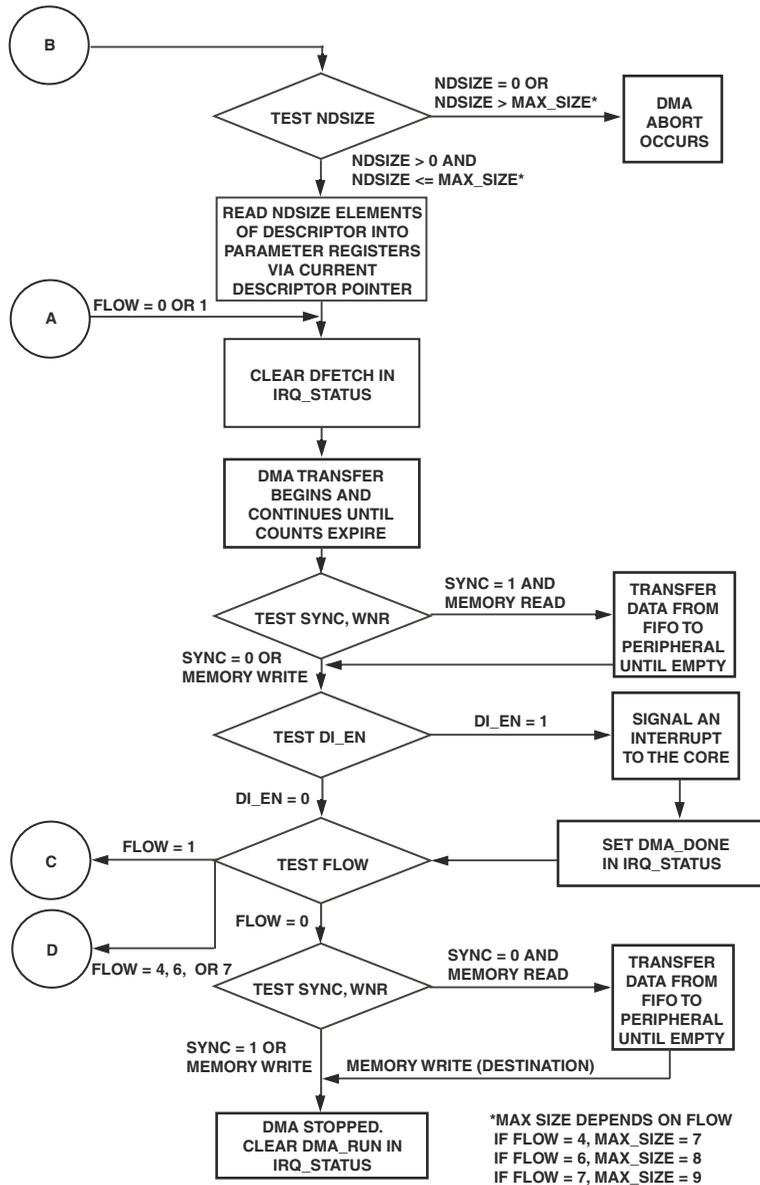 B
NDSIZE = 0 OR
NDSIZE > MAX_SIZE*
TEST NDSIZE
DMA
ABORT
OCCURS
NDSIZE > 0 AND
NDSIZE <= MAX_SIZE*
READ NDSIZE ELEMENTS
OF DESCRIPTOR INTO
PARAMETER REGISTERS
VIA CURRENT
DESCRIPTOR POINTER
A
FLOW = 0 OR 1
CLEAR DFETCH IN
IRQ_STATUS
DMA TRANSFER
BEGINS AND
CONTINUES UNTIL
COUNTS EXPIRE
TEST SYNC, WNR
SYNC = 1 AND
MEMORY READ
TRANSFER
DATA FROM
FIFO TO
PERIPHERAL
UNTIL EMPTY
SYNC = 0 OR
MEMORY WRITE
TEST DI_EN
DI_EN = 1
SIGNAL AN
INTERRUPT
TO THE CORE
DI_EN = 0
SET DMA_DONE
IN IRQ_STATUS
TEST FLOW
FLOW = 1
C
D
FLOW = 4, 6, OR 7
FLOW = 0
TEST SYNC, WNR
SYNC = 0 AND
MEMORY READ
TRANSFER
DATA FROM
FIFO TO
PERIPHERAL
UNTIL EMPTY
SYNC = 1 OR
MEMORY WRITE
MEMORY WRITE (DESTINATION)
DMA STOPPED.
CLEAR DMA_RUN IN
IRQ_STATUS
*MAX SIZE DEPENDS ON FLOW
IF FLOW = 4, MAX_SIZE = 7
IF FLOW = 6, MAX_SIZE = 8
IF FLOW = 7, MAX_SIZE = 9